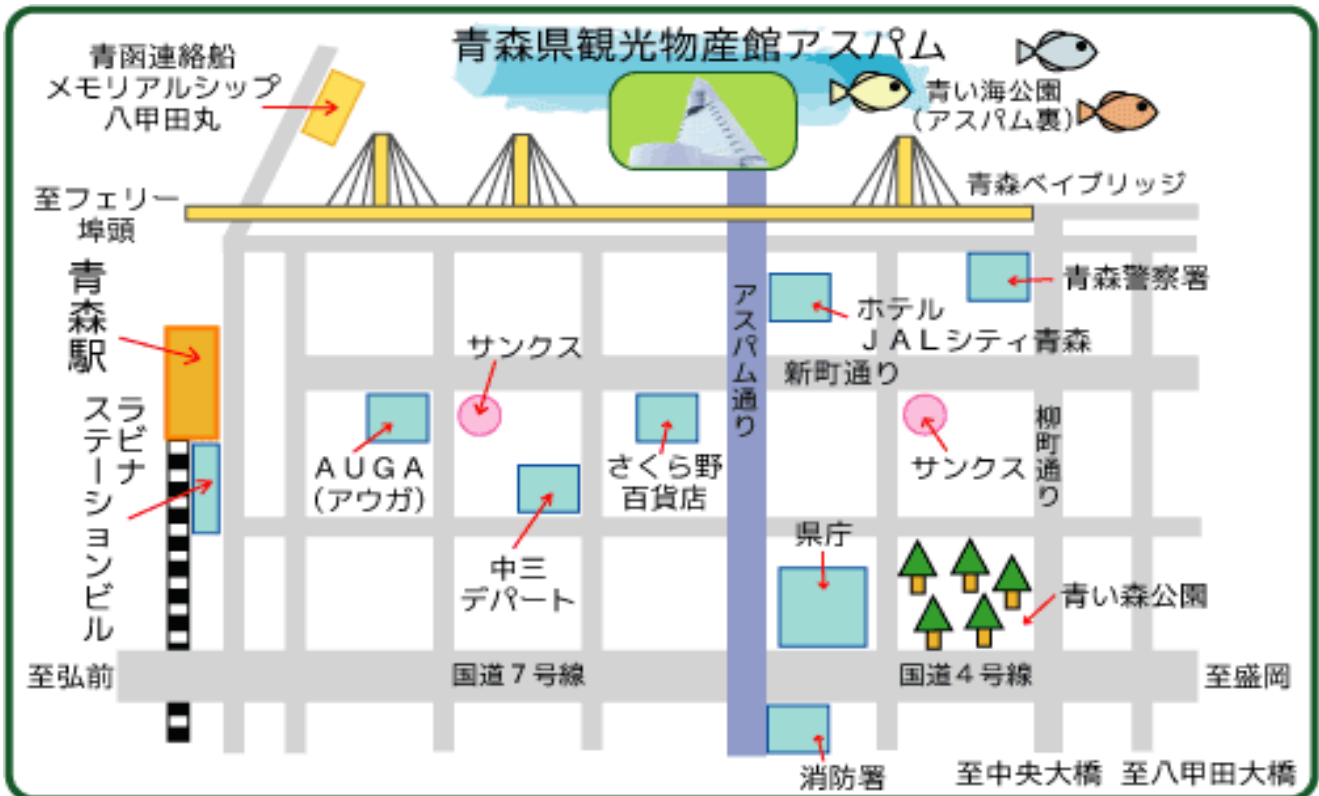 青森県観光物産館アスパム
青函連絡船
メモリアルシップ
八甲田丸
青い海公園
(アスパム裏)
青森ベイブリッジ
至フェリー
埠頭
青森駅
アスパム通り
青森警察署
ホテル
JALシティ青森
サンクス
新町通り
ラビナ
ステーションビル
AUGA
(アウガ)
さくら野
百貨店
サンクス
柳町通り
中三
デパート
県庁
青い森公園
至弘前
国道7号線
国道4号線
至盛岡
消防署
至中央大橋
至八甲田大橋